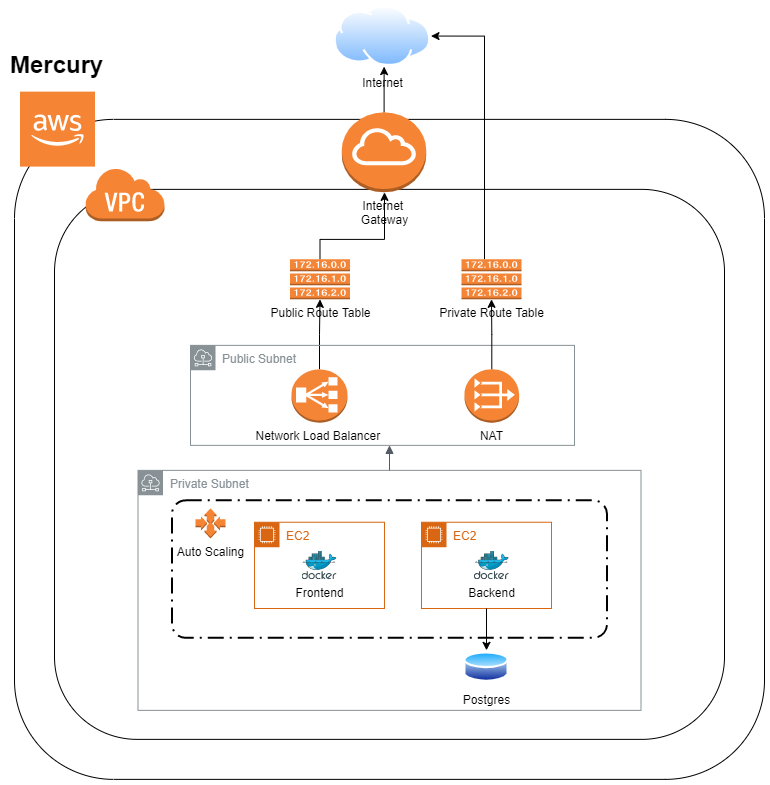 Internet
Mercury
aws
VPC
Internet
Gateway
172.16.0.0
172.16.1.0
172.16.2.0
Public Route Table
172.16.0.0
172.16.1.0
172.16.2.0
Private Route Table
Public Subnet
Network Load Balancer
NAT
Private Subnet
Auto Scaling
EC2
docker
Frontend
EC2
docker
Backend
Postgres